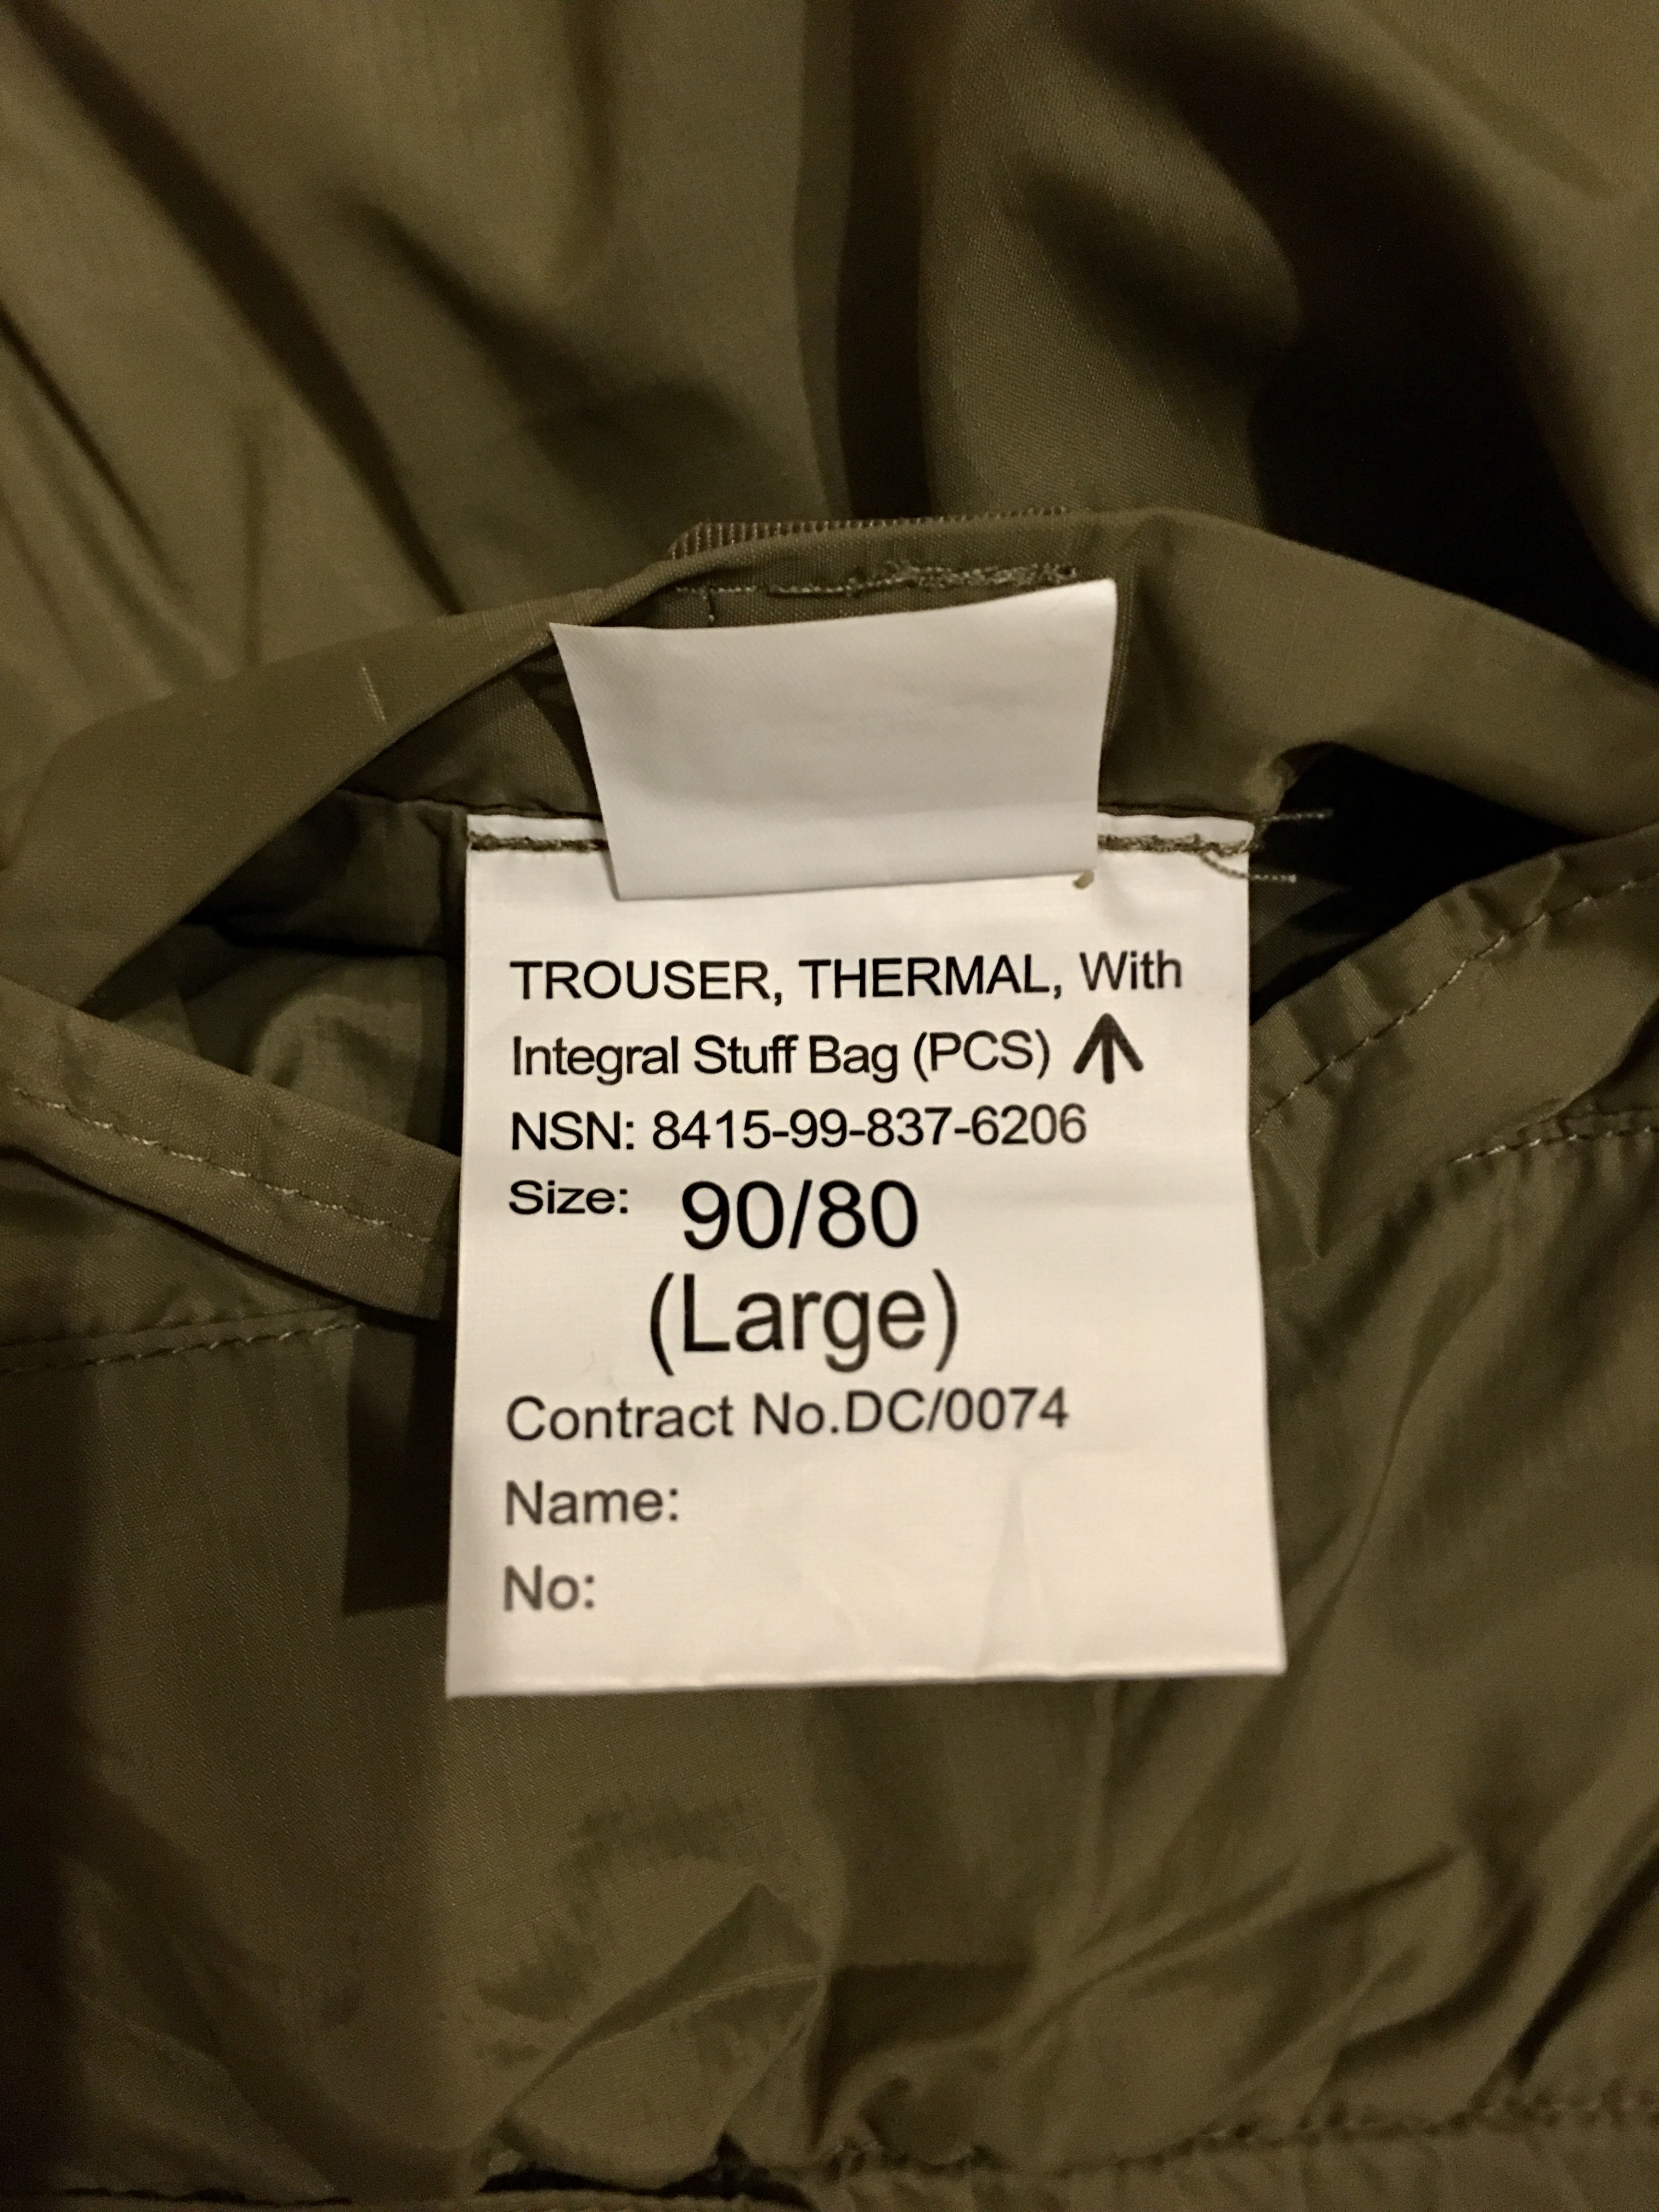 TROUSER, THERMAL, With
Integral Stuff Bag (PCS)
NSN: 8415-99-837-6206
Size: 90/80
(Large)
Contract No.DC/0074
Name:
No: